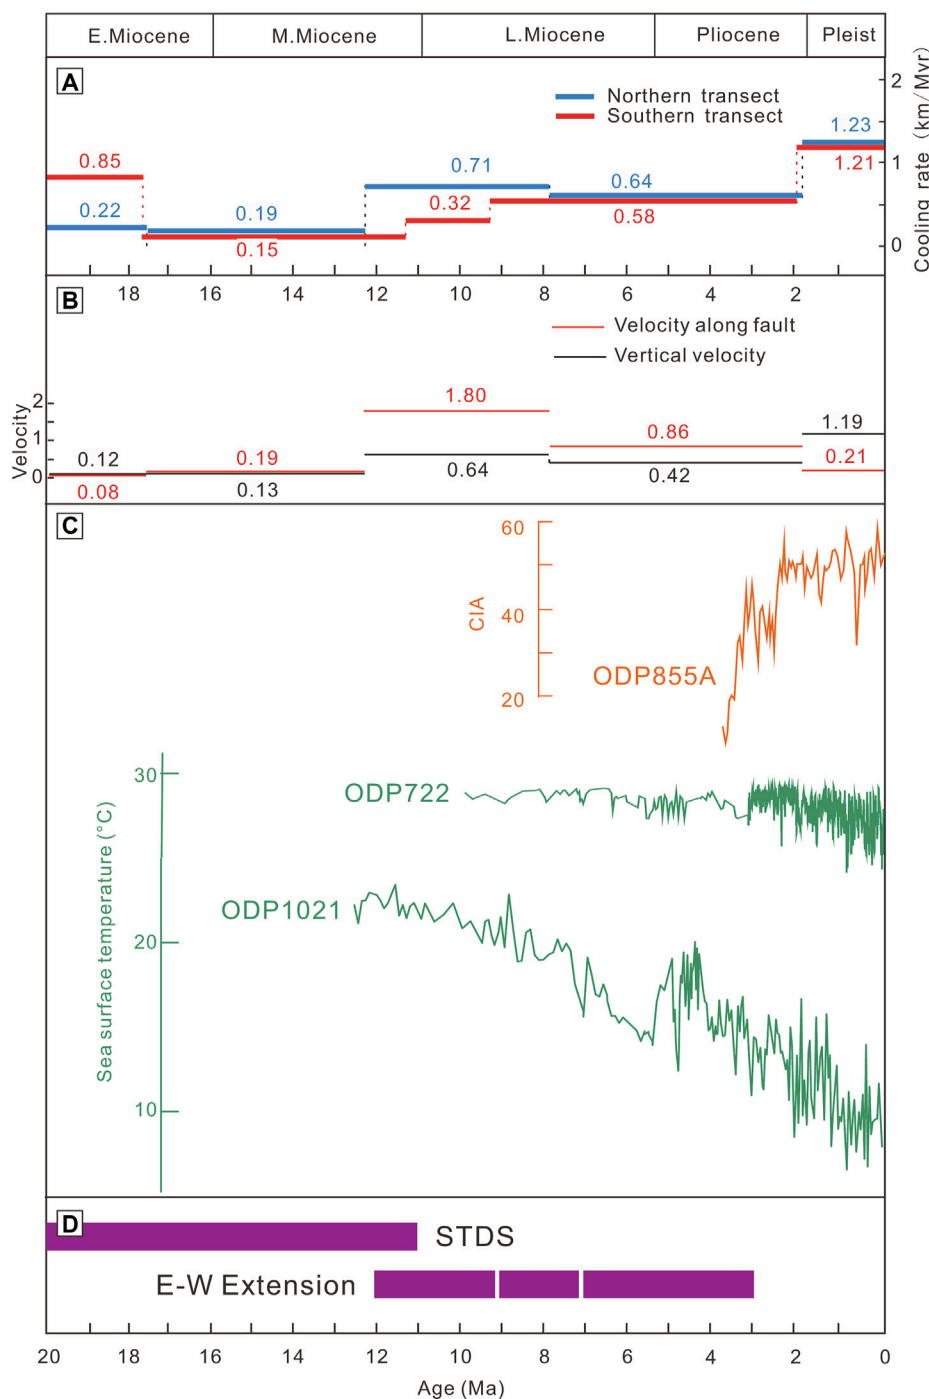 E.Miocene M.Miocene L.Miocene Pliocene Pleist
A
2
Northern transect
Southern transect
1.23
0.85
0.71
0.64
1
1.21
0.22
0.19
0.32
0.58
0.15
0
Cooling rate (km/Myr)
18 16 14 12 10 8 6 4 2
B
Velocity along fault
Vertical velocity
Velocity
2
1
0
1.80
1.19
0.86
0.12
0.19
0.64
0.42
0.21
0.08
0.13
C
60
40
20
CIA
ODP855A
30
ODP722
ODP1021
20
10
Sea surface temperature (°C)
D
STDS
E-W Extension
20 18 16 14 12 10 8 6 4 2 0
Age (Ma)